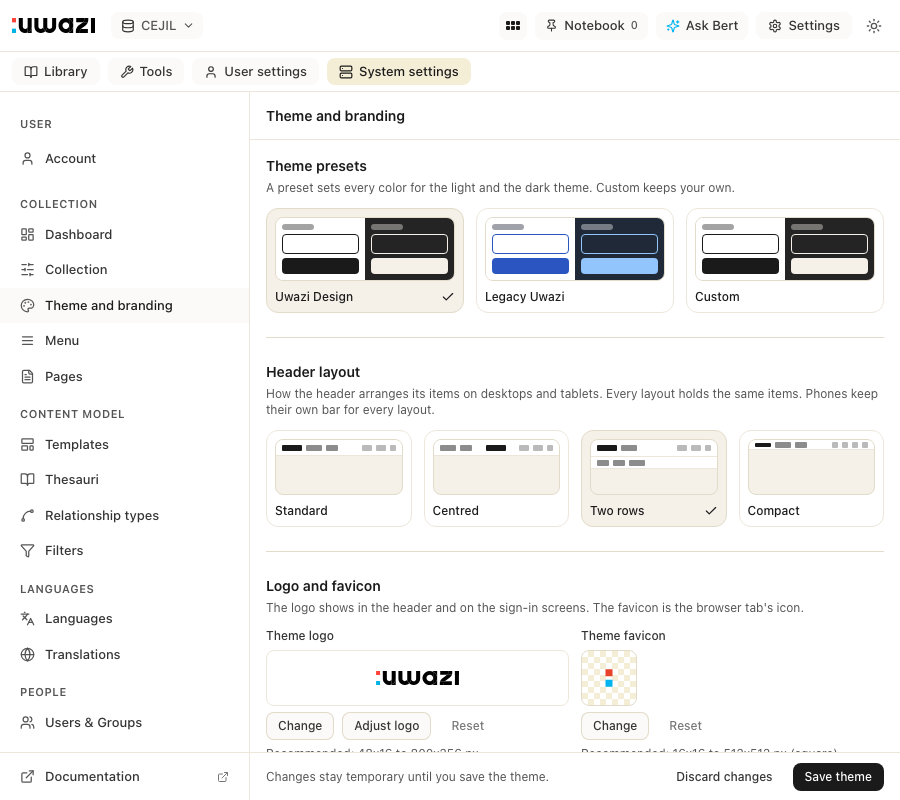 uwazi
CEJIL
Notebook 0
Ask Bert
Settings
Library
Tools
User settings
System settings
USER
Account
COLLECTION
Dashboard
Collection
Theme and branding
Menu
Pages
CONTENT MODEL
Templates
Thesauri
Relationship types
Filters
LANGUAGES
Languages
Translations
PEOPLE
Users & Groups
Documentation
Theme and branding
Theme presets
A preset sets every color for the light and the dark theme. Custom keeps your own.
Uwazi Design
Legacy Uwazi
Custom
Header layout
How the header arranges its items on desktops and tablets. Every layout holds the same items. Phones keep
their own bar for every layout.
Standard
Centred
Two rows
Compact
Logo and favicon
The logo shows in the header and on the sign-in screens. The favicon is the browser tab's icon.
Theme logo
Theme favicon
uwazi
Change
Adjust logo
Reset
Change
Reset
Changes stay temporary until you save the theme.
Discard changes
Save theme